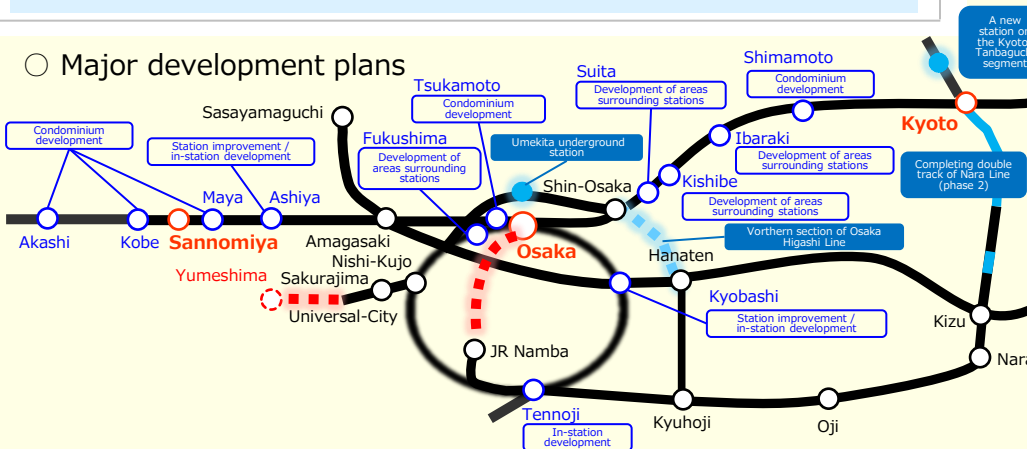 ○ Major development plans
A new
station on
the Kyoto
Tanbaguchi
segment
Shimamoto
Condominium
development
Suita
Development of areas
surrounding stations
Tsukamoto
Condominium
development
Sasayamaguchi
Kyoto
Condominium
development
Station improvement /
in-station development
Fukushima
Development of
areas surrounding
stations
Umekita underground
station
Ibaraki
Development of areas
surrounding stations
Completing double
track of Nara Line
(phase 2)
Shin-Osaka
Kishibe
Development of areas
surrounding stations
Maya
Ashiya
Akashi
Kobe
Sannomiya
Amagasaki
Osaka
Vorthern section of Osaka
Higashi Line
Nishi-Kujo
Hanaten
Yumeshima
Sakurajima
Universal-City
Kyobashi
Station improvement /
in-station development
Kizu
JR Namba
Nara
Tennoji
In-station
development
Kyuhoji
Oji